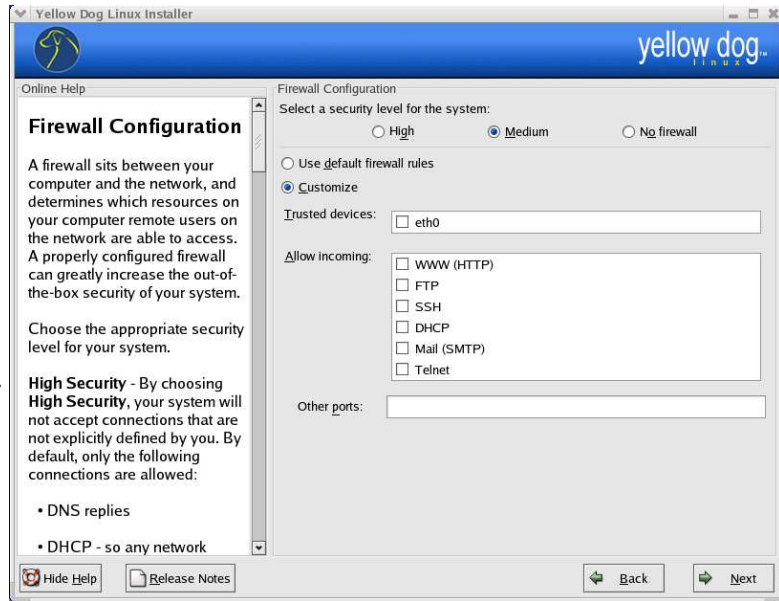 Yellow Dog Linux Installer
yellow dog™
linux
Online Help
Firewall Configuration
A firewall sits between your
computer and the network, and
determines which resources on
your computer remote users on
the network are able to access.
A properly configured firewall
can greatly increase the out-of-
the-box security of your system.
Choose the appropriate security
level for your system.
High Security - By choosing
High Security, your system will
not accept connections that are
not explicitly defined by you. By
default, only the following
connections are allowed:
• DNS replies
• DHCP - so any network
Firewall Configuration
Select a security level for the system:
High
Medium
No firewall
Use default firewall rules
Customize
Trusted devices:
eth0
Allow incoming:
WWW (HTTP)
FTP
SSH
DHCP
Mail (SMTP)
Telnet
Other ports:
Hide Help
Release Notes
Back
Next